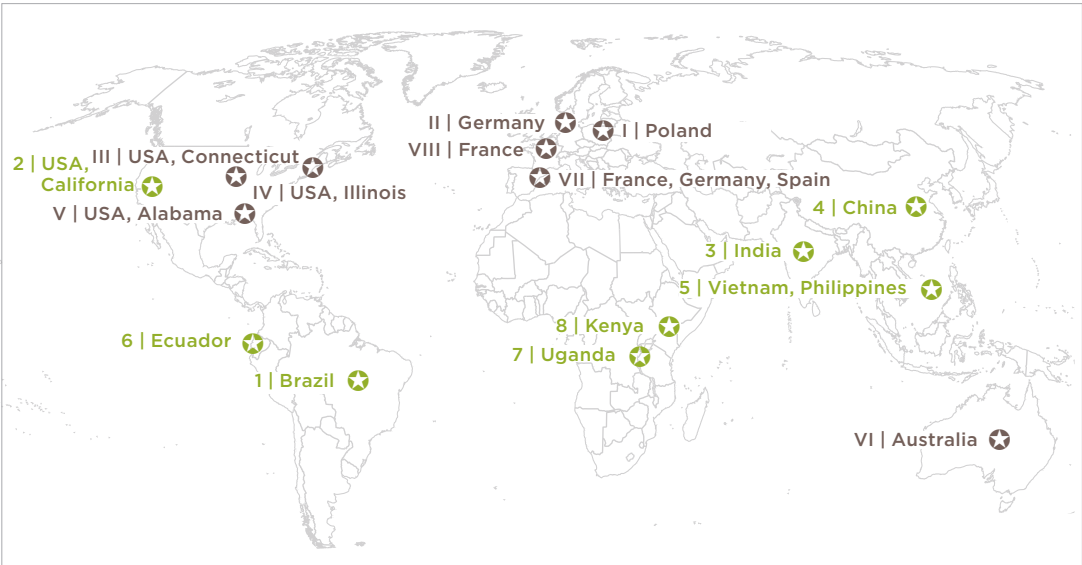 II | Germany
I | Poland
VIII | France
III | USA, Connecticut
2 | USA,
California
IV | USA, Illinois
VII | France, Germany, Spain
V | USA, Alabama
4 | China
3 | India
5 | Vietnam, Philippines
8 | Kenya
6 | Ecuador
7 | Uganda
1 | Brazil
VI | Australia